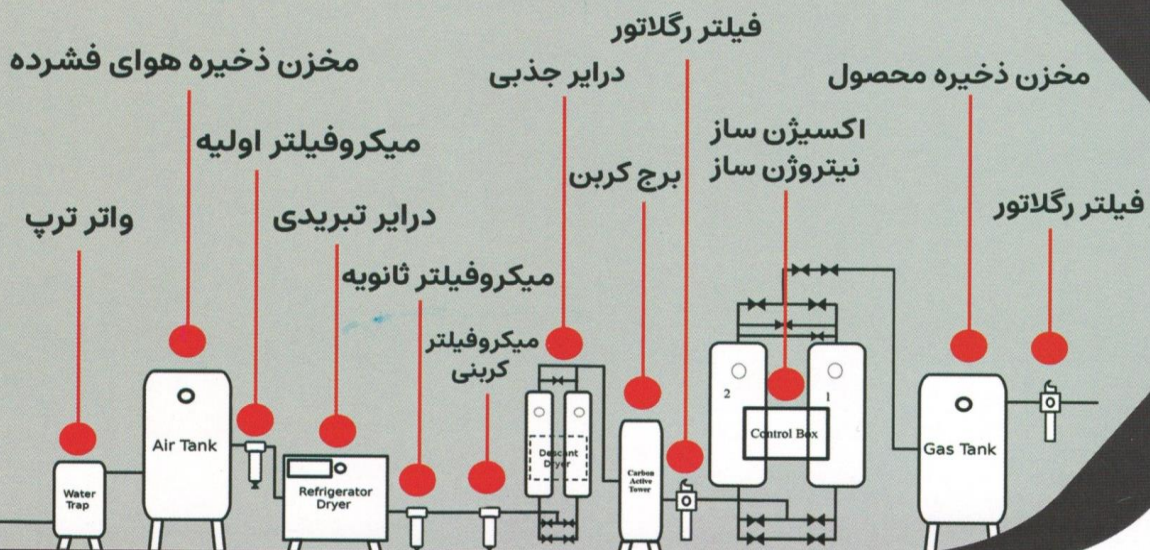 فیلتر رگلاتور
مخزن ذخیره هوای فشرده
درایر جذبی
مخزن ذخیره محصول
میکروفیلتر اولیه
اکسیژن ساز
نیتروژن ساز
برج کربن
واتر ترپ
درایر تبریدی
فیلتر رگلاتور
میکروفیلتر ثانویه
میکروفیلتر
کربنی
2
1
Air Tank
Control Box
Gas Tank
Descant
Dryer
Water
Trap
Refrigerator
Dryer
Carbon
Active
Tower